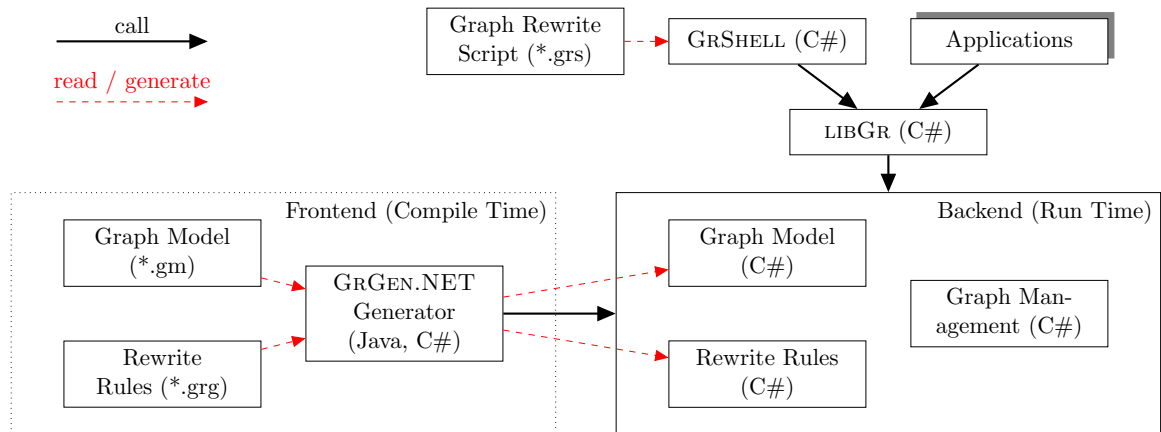 call
read / generate
Graph Rewrite
Script (*.grs)
GRSHELL (C#)
Applications
LIBGR (C#)
Frontend (Compile Time)
Graph Model
(*.gm)
GRGEN.NET
Generator
(Java, C#)
Rewrite
Rules (*.grg)
Backend (Run Time)
Graph Model
(C#)
Graph Man-
agement (C#)
Rewrite Rules
(C#)